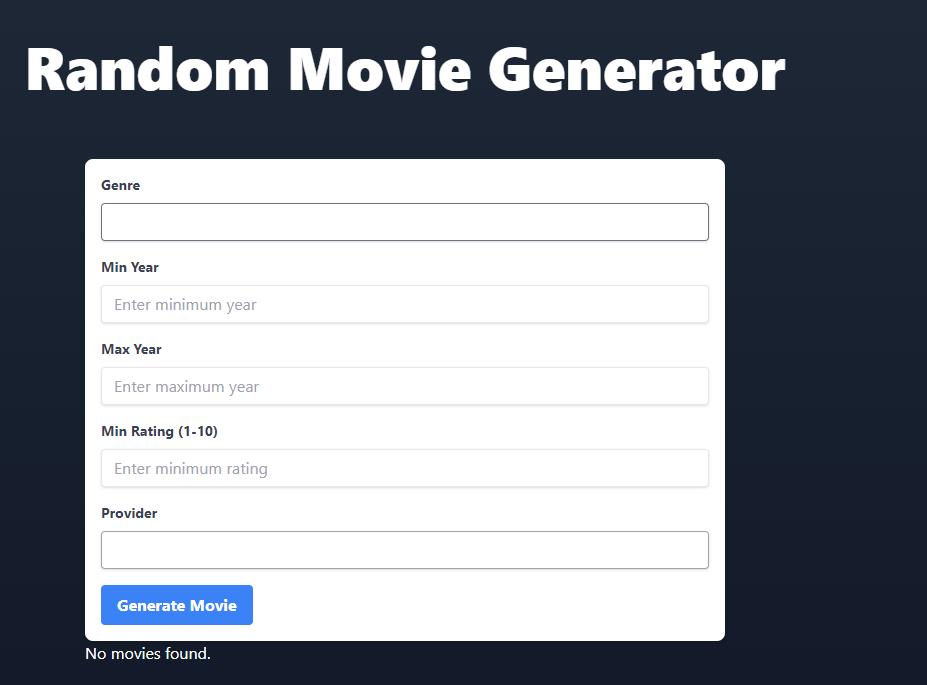 Random Movie Generator
Genre
Min Year
Enter minimum year
Max Year
Enter maximum year
Min Rating (1-10)
Enter minimum rating
Provider
Generate Movie
No movies found.